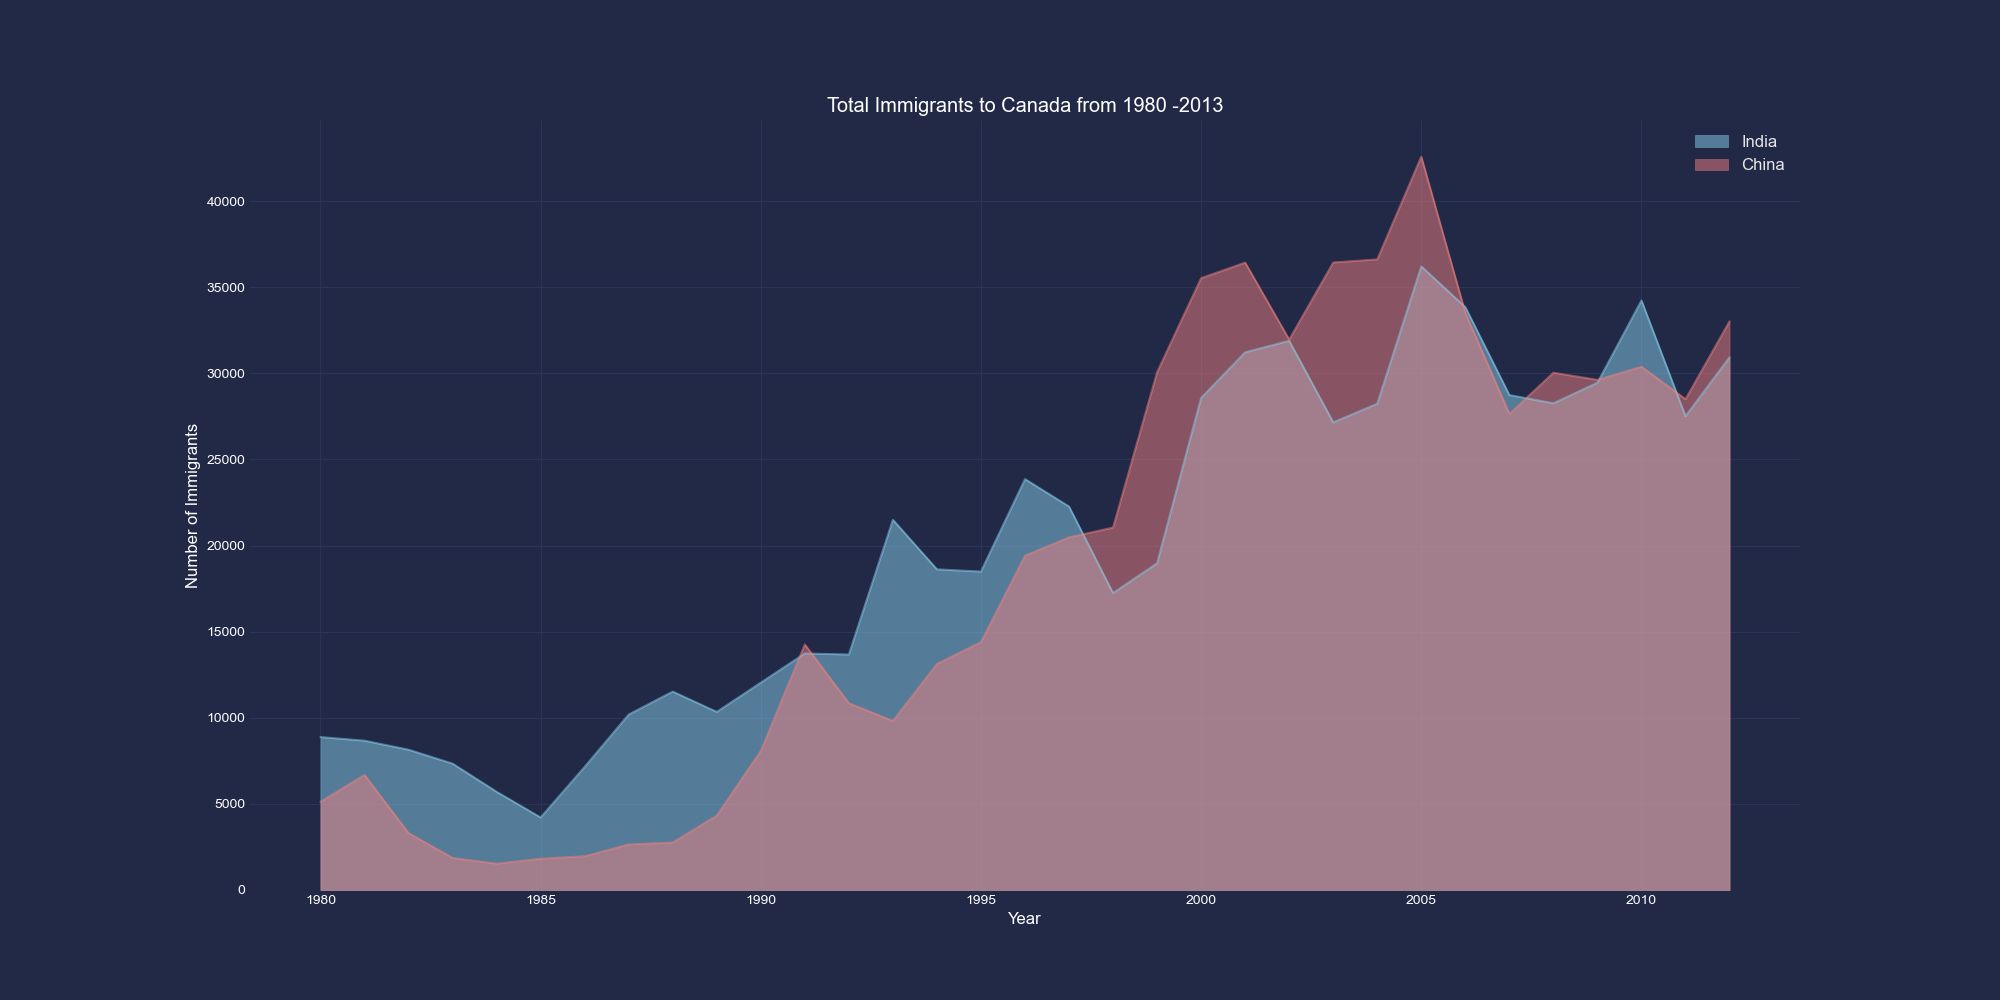 Total Immigrants to Canada from 1980 -2013
India
China
40000
35000
30000
25000
20000
15000
10000
5000
0
Number of Immigrants
1980 1985 1990 1995 2000 2005 2010
Year